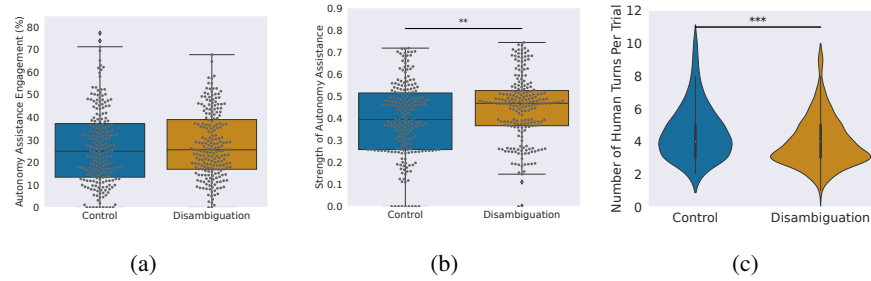 Autonomy Assistance Engagement (%)
80
70
60
50
40
30
20
10
0
Control
Disambiguation
(a)
Strength of Autonomy Assistance
0.9
0.8
0.7
0.6
0.5
0.4
0.3
0.2
0.1
0.0
**
Control
Disambiguation
(b)
Number of Human Turns Per Trial
12
10
8
6
4
2
0
***
Control
Disambiguation
(c)